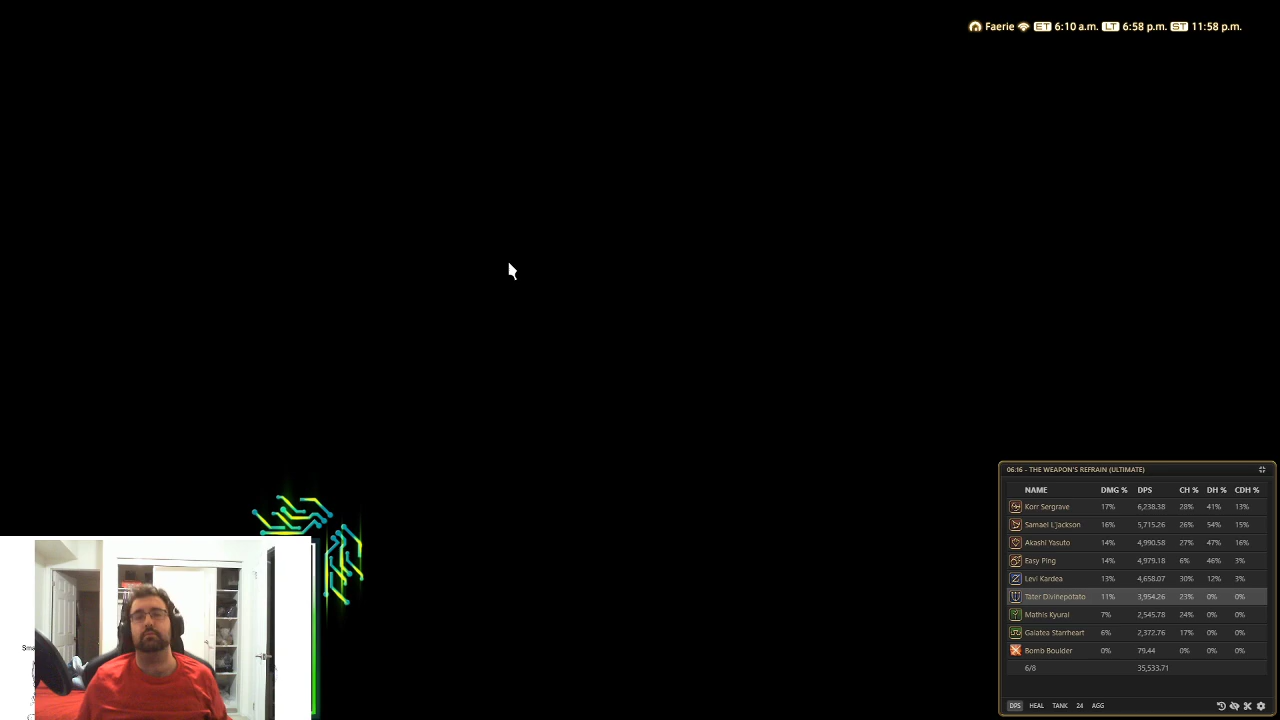 Faerie ET 6:10 a.m. LT 6:58 p.m. ST 11:58 p.m.
06:16 - THE WEAPON'S REFRAIN (ULTIMATE)
NAME DMG % DPS CH % DH % CDH %
Korr Sergrave 17% 6,238.38 28% 41% 13%
Samael L'Jackson 16% 5,715.26 26% 54% 15%
Akashi Yasuto 14% 4,990.58 27% 47% 16%
Easy Ping 14% 4,979.18 6% 46% 3%
Levi Kardea 13% 4,658.07 30% 12% 3%
Tater Divinepotato 11% 3,954.26 23% 0% 0%
Mathis Kyurai 7% 2,545.78 24% 0% 0%
Galatea Starrheart 6% 2,372.76 17% 0% 0%
Bomb Boulder 0% 79.44 0% 0% 0%
6/8 35,533.71
DPS HEAL TANK 24 AGG
Sma